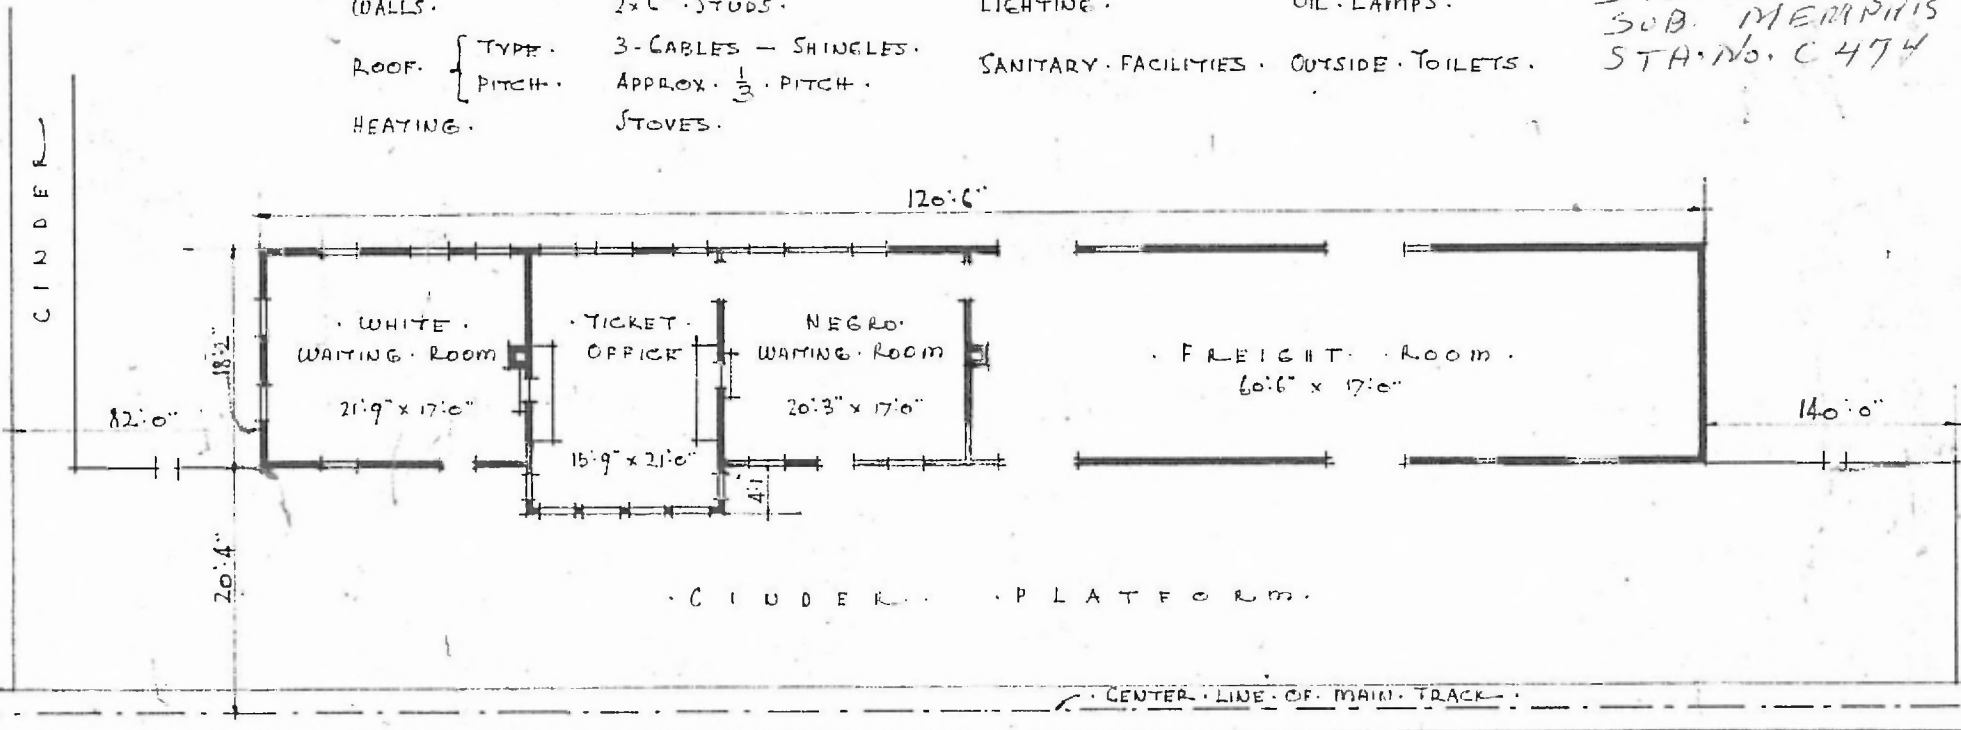 WALLS. 2x6". STUDS. LIGHTING. OIL. LAMPS.
SUB. MEMPHIS
ROOF. TYPE. 3-GABLES — SHINGLES.
PITCH. APPROX. 1/3. PITCH.
SANITARY. FACILITIES. OUTSIDE. TOILETS.
STA. No. C 474
HEATING. STOVES.
CINDER
120'-6"
18'-2"
82'-0"
. WHITE.
WAITING. ROOM
21'-9" x 17'-0"
. TICKET.
OFFICE
15'-9" x 21'-0"
NEGRO.
WAITING. ROOM
20'-3" x 17'-0"
. FREIGHT. . ROOM.
60'-6" x 17'-0"
140'-0"
4'-1
20'-4"
. CINDER. . PLATFORM.
. CENTER. LINE. OF. MAIN. TRACK.